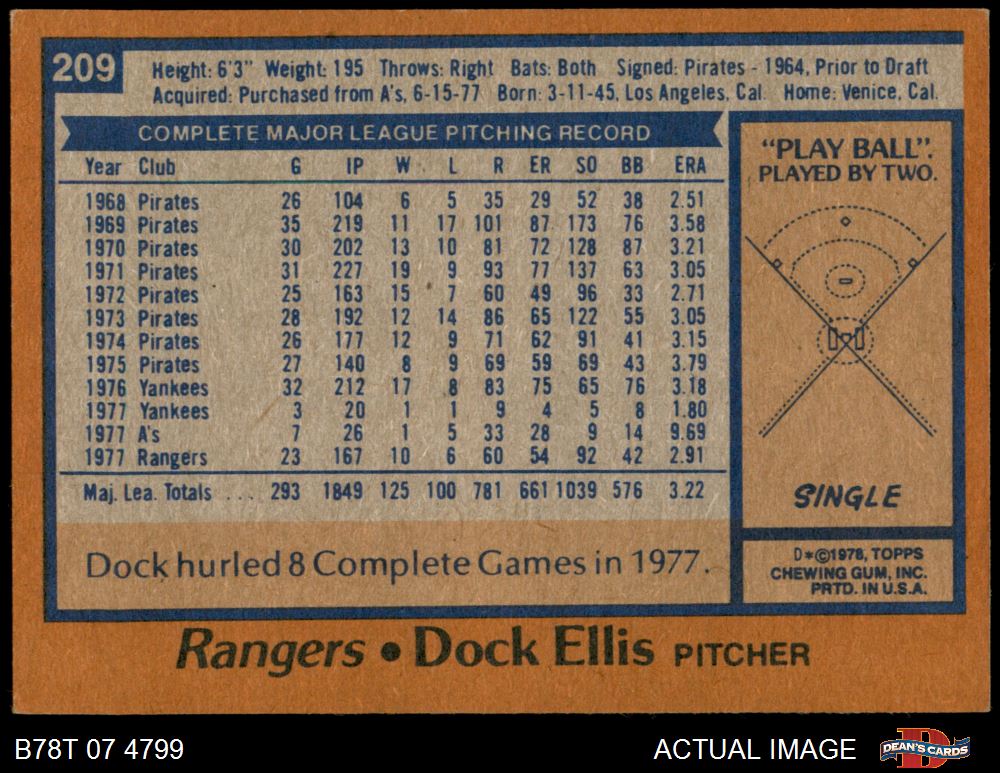 209
Height: 6'3" Weight: 195 Throws: Right Bats: Both Signed: Pirates - 1964, Prior to Draft
Acquired: Purchased from A's, 6-15-77 Born: 3-11-45, Los Angeles, Cal. Home: Venice, Cal.
COMPLETE MAJOR LEAGUE PITCHING RECORD
Year Club G IP W L R ER SO BB ERA
1968 Pirates 26 104 6 5 35 29 52 38 2.51
1969 Pirates 35 219 11 17 101 87 173 76 3.58
1970 Pirates 30 202 13 10 81 72 128 87 3.21
1971 Pirates 31 227 19 9 93 77 137 63 3.05
1972 Pirates 25 163 15 7 60 49 96 33 2.71
1973 Pirates 28 192 12 14 86 65 122 55 3.05
1974 Pirates 26 177 12 9 71 62 91 41 3.15
1975 Pirates 27 140 8 9 69 59 69 43 3.79
1976 Yankees 32 212 17 8 83 75 65 76 3.18
1977 Yankees 3 20 1 1 9 4 5 8 1.80
1977 A's 7 26 1 5 33 28 9 14 9.69
1977 Rangers 23 167 10 6 60 54 92 42 2.91
Maj. Lea. Totals ... 293 1849 125 100 781 661 1039 576 3.22
Dock hurled 8 Complete Games in 1977.
"PLAY BALL".
PLAYED BY TWO.
SINGLE
D*©1978, TOPPS
CHEWING GUM, INC.
PRTD. IN U.S.A.
Rangers • Dock Ellis PITCHER
B78T 07 4799
ACTUAL IMAGE
DEAN'S CARDS